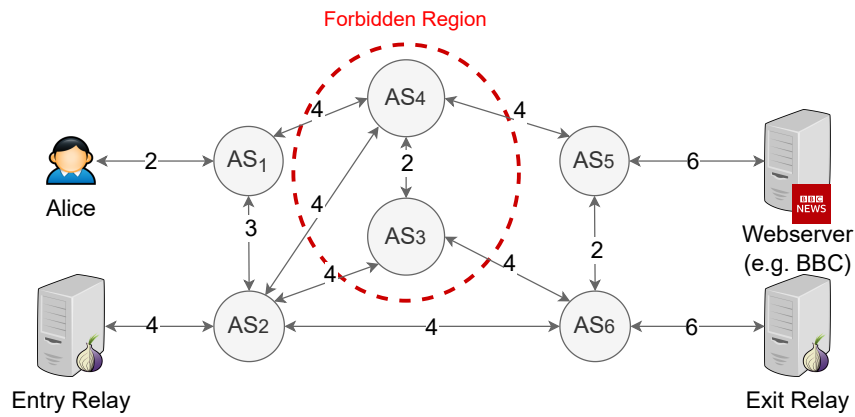 Forbidden Region
AS4
4
4
2
AS1
2
AS5
6
Alice
BBC
NEWS
4
3
AS3
2
Webserver
(e.g. BBC)
4
4
4
AS2
4
AS6
6
Entry Relay
Exit Relay